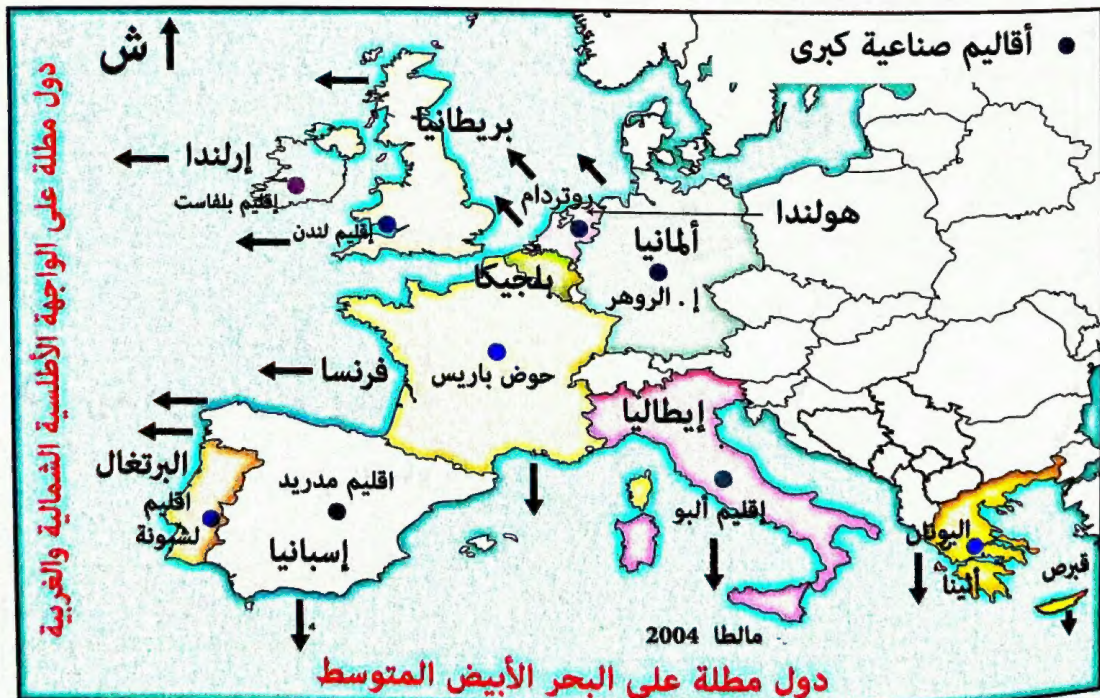 أقاليم صناعية كبرى
ش
دول مطلة على الواجهة الأطلسية الشمالية والغربية
بريطانيا
إرلندا
إقليم بلفاست
إقليم لندن
روتردام
هولندا
ألمانيا
إ. الروهر
بلجيكا
فرنسا
حوض باريس
إيطاليا
إقليم ألبو
البرتغال
اقليم لشبونة
اقليم مدريد
إسبانيا
اليونان
أثينا
قبرص
مالطا 2004
دول مطلة على البحر الأبيض المتوسط